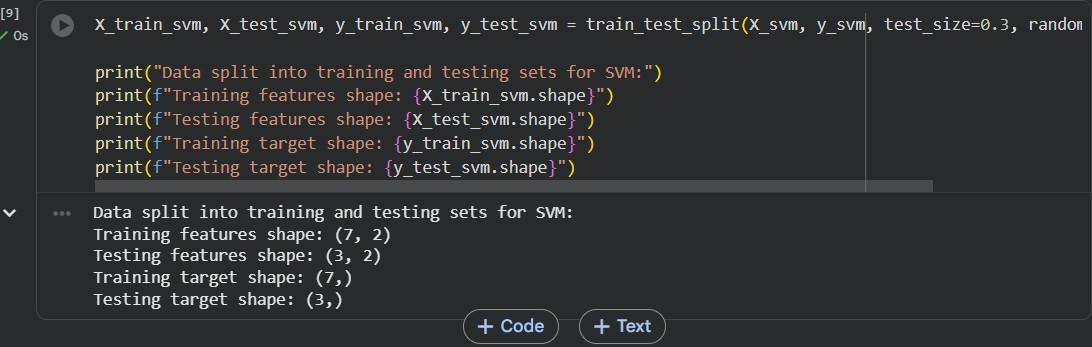 [9]
X_train_svm, X_test_svm, y_train_svm, y_test_svm = train_test_split(X_svm, y_svm, test_size=0.3, random
0s
print("Data split into training and testing sets for SVM:")
print(f"Training features shape: {X_train_svm.shape}")
print(f"Testing features shape: {X_test_svm.shape}")
print(f"Training target shape: {y_train_svm.shape}")
print(f"Testing target shape: {y_test_svm.shape}")
Data split into training and testing sets for SVM:
Training features shape: (7, 2)
Testing features shape: (3, 2)
Training target shape: (7,)
Testing target shape: (3,)
+ Code + Text